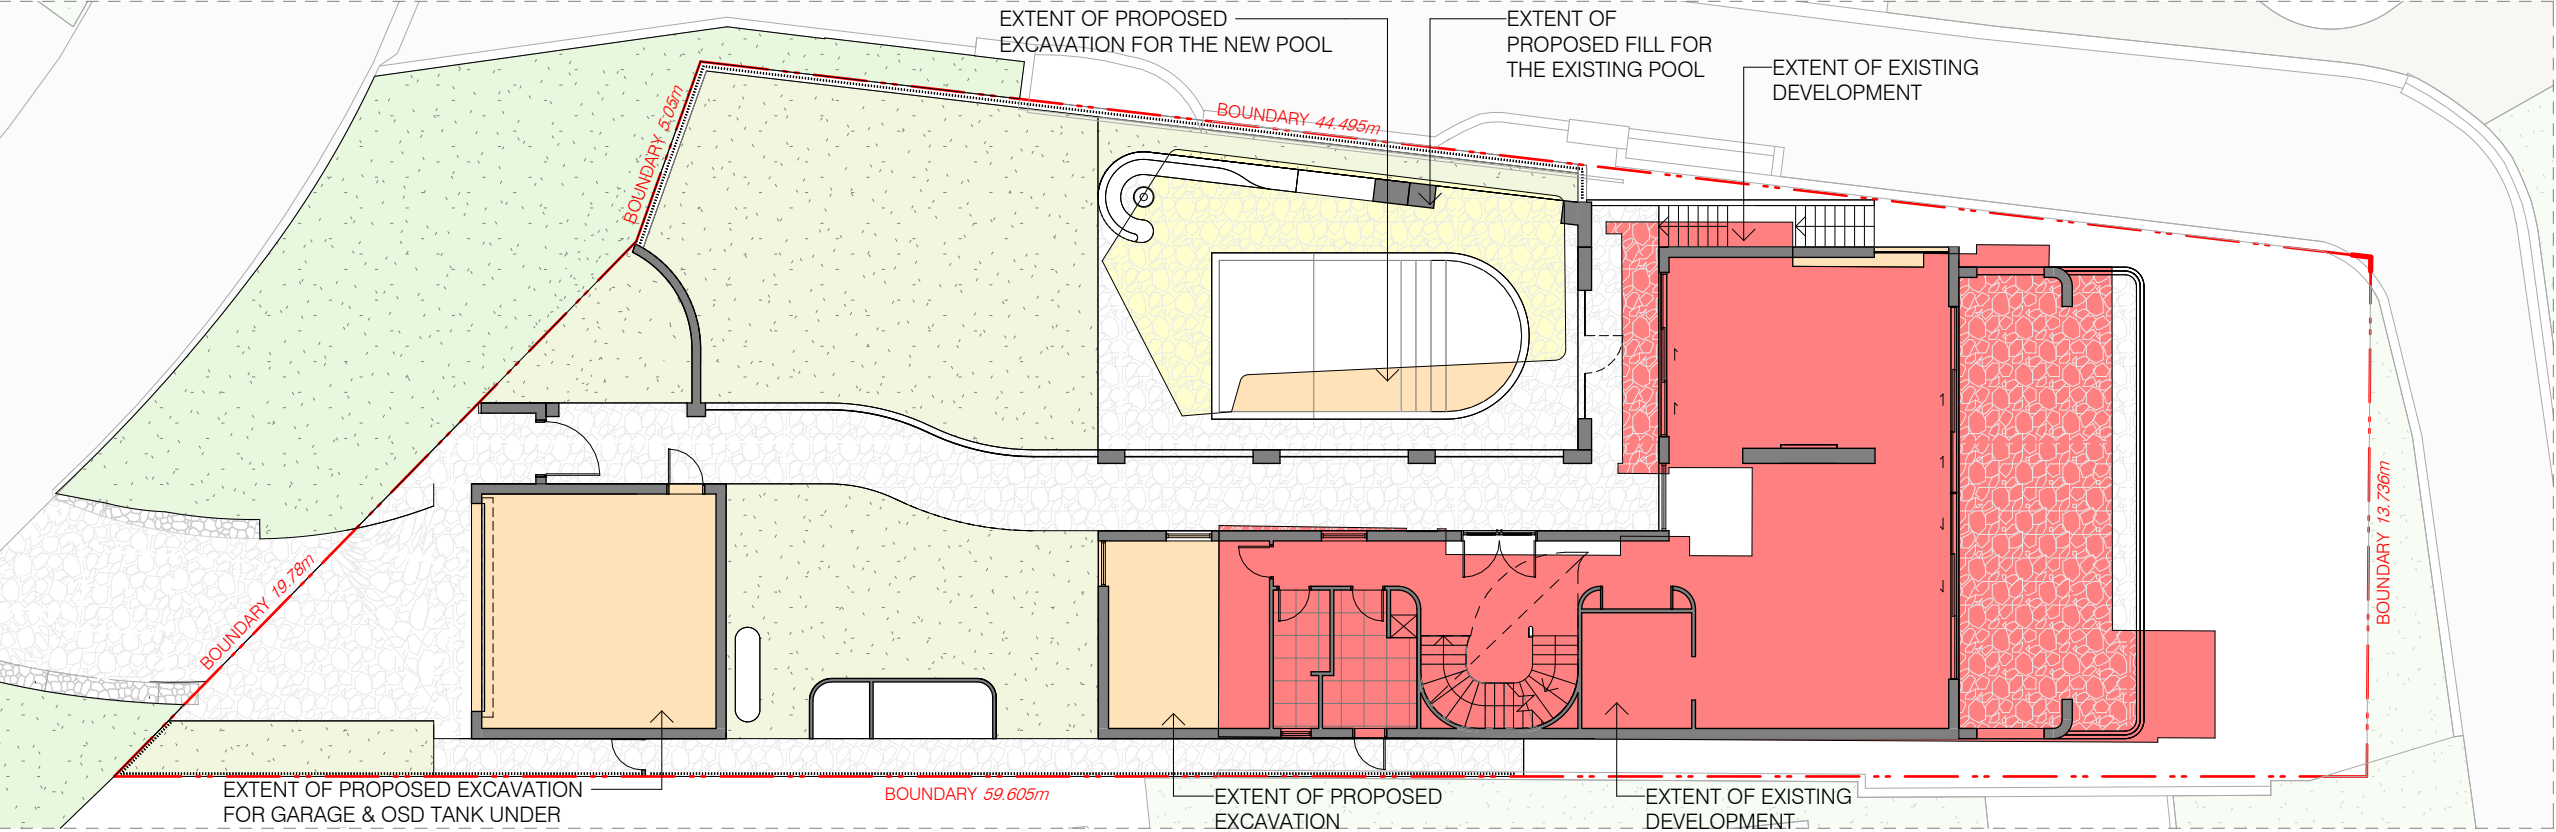 EXTENT OF PROPOSED
EXCAVATION FOR THE NEW POOL
EXTENT OF
PROPOSED FILL FOR
THE EXISTING POOL
EXTENT OF EXISTING
DEVELOPMENT
BOUNDARY 5.05m
BOUNDARY 44.495m
BOUNDARY 19.78m
BOUNDARY 13.736m
EXTENT OF PROPOSED EXCAVATION
FOR GARAGE & OSD TANK UNDER
BOUNDARY 59.605m
EXTENT OF PROPOSED
EXCAVATION
EXTENT OF EXISTING
DEVELOPMENT